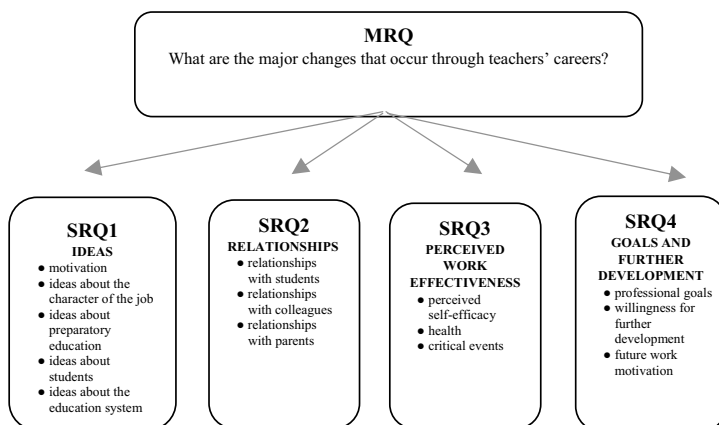 MRQ
What are the major changes that occur through teachers’ careers?
SRQ1
IDEAS
● motivation
● ideas about the
character of the job
● ideas about
preparatory
education
● ideas about
students
● ideas about the
education system
SRQ2
RELATIONSHIPS
● relationships
with students
● relationships
with colleagues
● relationships
with parents
SRQ3
PERCEIVED
WORK
EFFECTIVENESS
● perceived
self-efficacy
● health
● critical events
SRQ4
GOALS AND
FURTHER
DEVELOPMENT
● professional goals
● willingness for
further
development
● future work
motivation